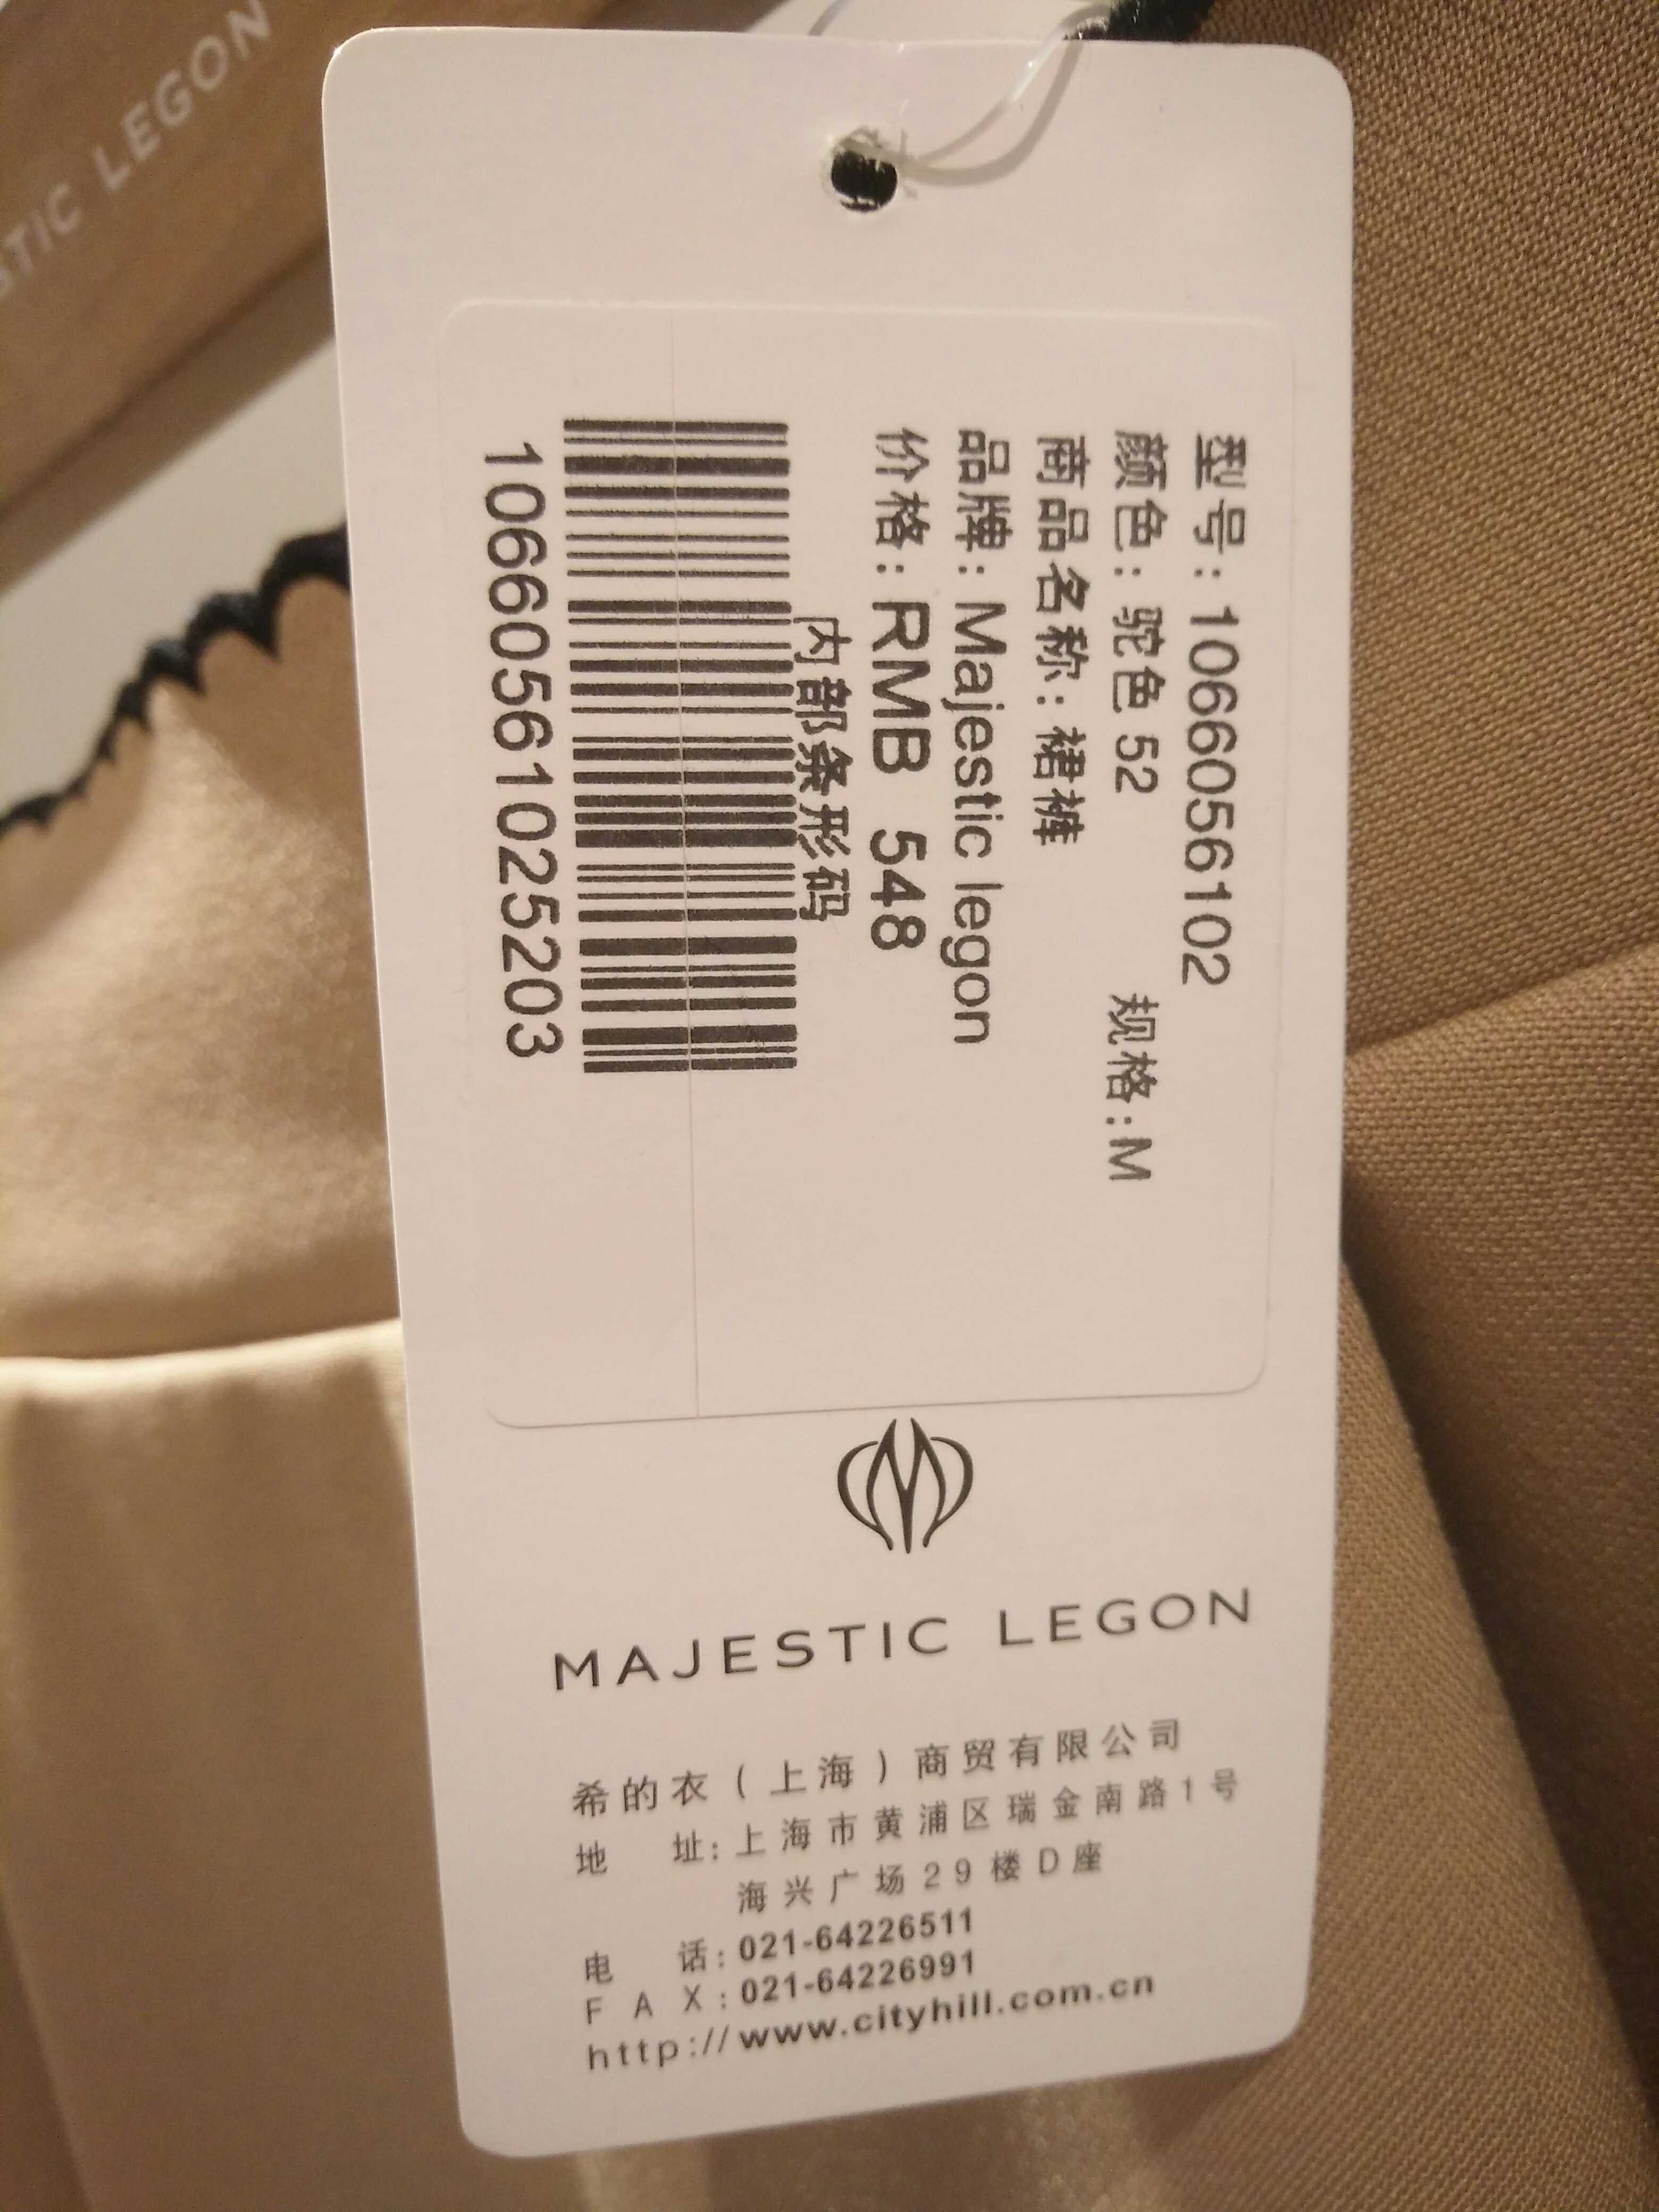 STIC LEGON
型号: 1066056102
颜色: 驼色 52 规格:M
商品名称: 裙裤
品牌: Majestic legon
价格: RMB 548
内部条形码
1066056102​5203
MAJESTIC LEGON
希的衣(上海)商贸有限公司
地 址: 上海市黄浦区瑞金南路1号
海兴广场29楼D座
电 话: 021-64226511
FAX: 021-64226991
http://www.cityhill.com.cn